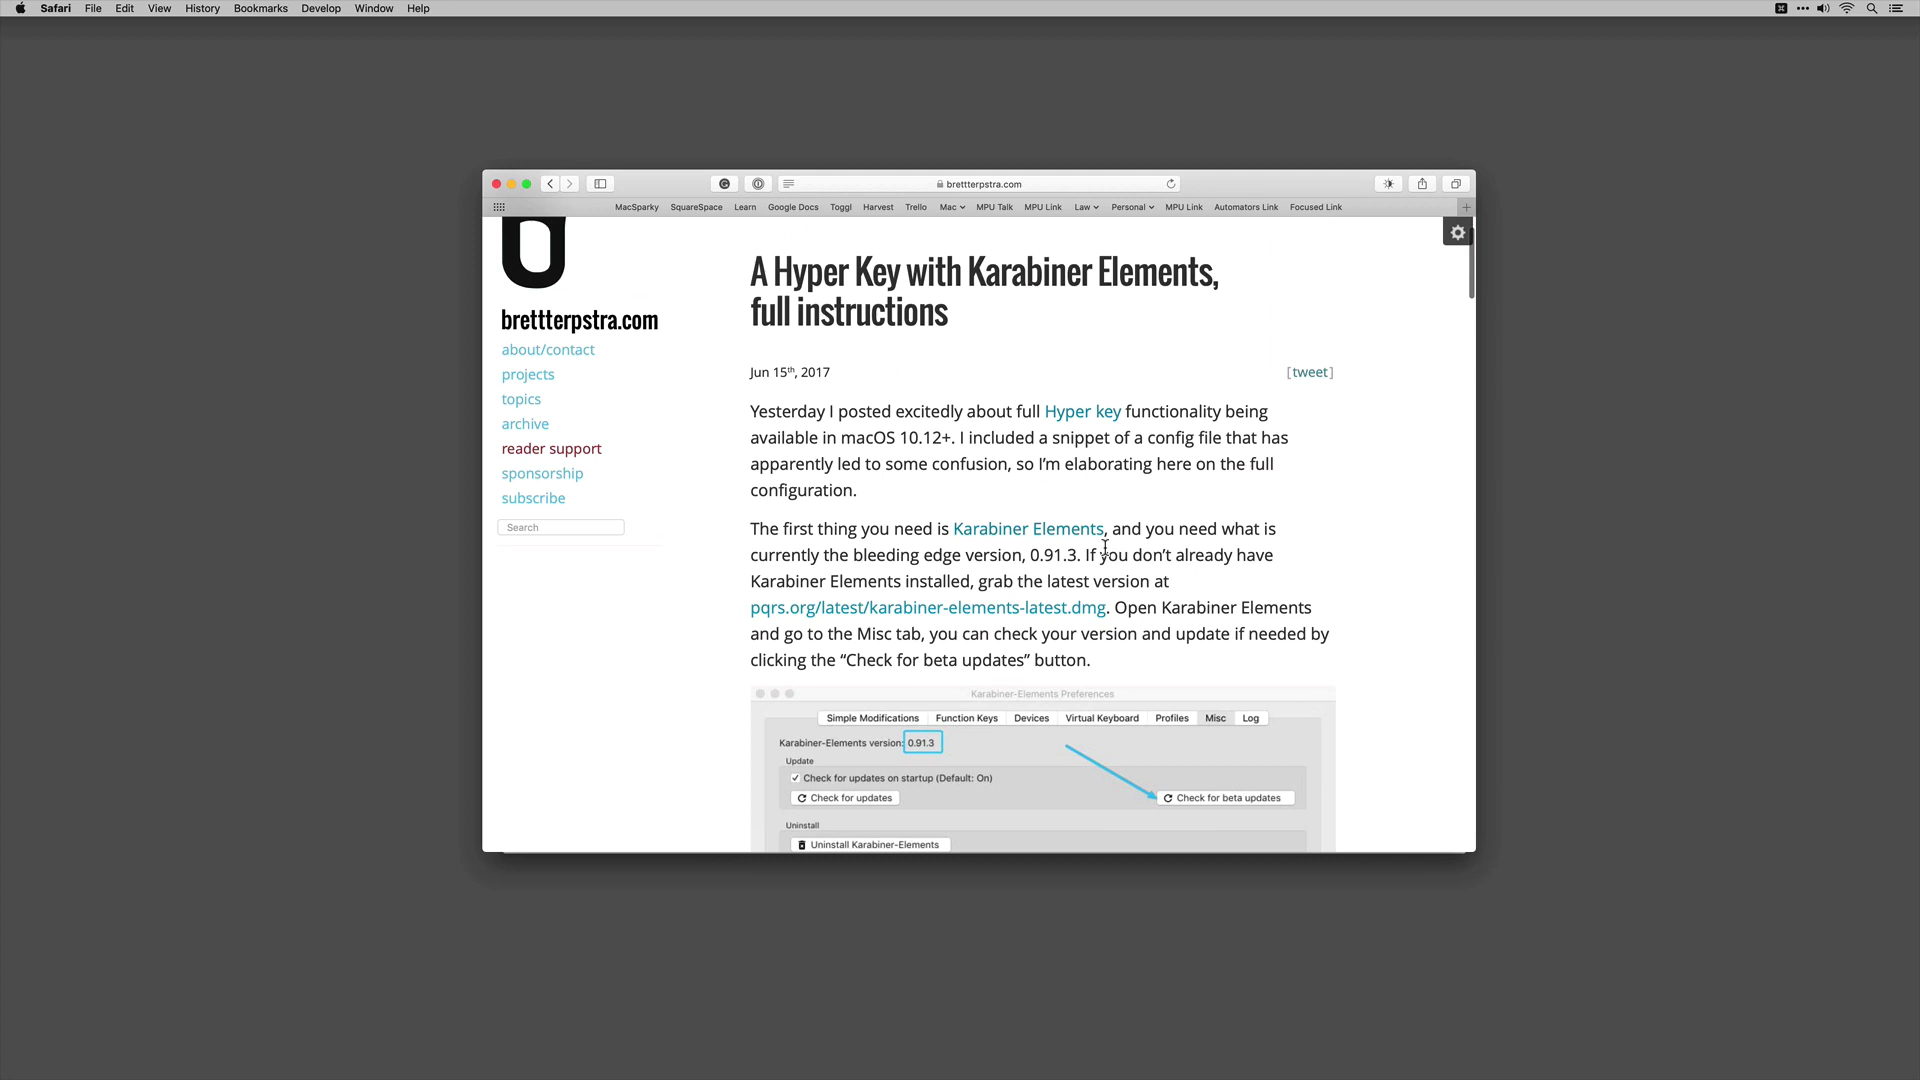 Safari File Edit View History Bookmarks Develop Window Help
brettterpstra.com
MacSparky SquareSpace Learn Google Docs Toggl Harvest Trello Mac MPU Talk MPU Link Law Personal MPU Link Automators Link Focused Link
brettterpstra.com
about/contact
projects
topics
archive
reader support
sponsorship
subscribe
Search
A Hyper Key with Karabiner Elements,
full instructions
Jun 15th, 2017
[tweet]
Yesterday I posted excitedly about full Hyper key functionality being
available in macOS 10.12+. I included a snippet of a config file that has
apparently led to some confusion, so I’m elaborating here on the full
configuration.
The first thing you need is Karabiner Elements, and you need what is
currently the bleeding edge version, 0.91.3. If you don’t already have
Karabiner Elements installed, grab the latest version at
pqrs.org/latest/karabiner-elements-latest.dmg. Open Karabiner Elements
and go to the Misc tab, you can check your version and update if needed by
clicking the “Check for beta updates” button.
Karabiner-Elements Preferences
Simple Modifications Function Keys Devices Virtual Keyboard Profiles Misc Log
Karabiner-Elements version: 0.91.3
Update
Check for updates on startup (Default: On)
Check for updates Check for beta updates
Uninstall
Uninstall Karabiner-Elements